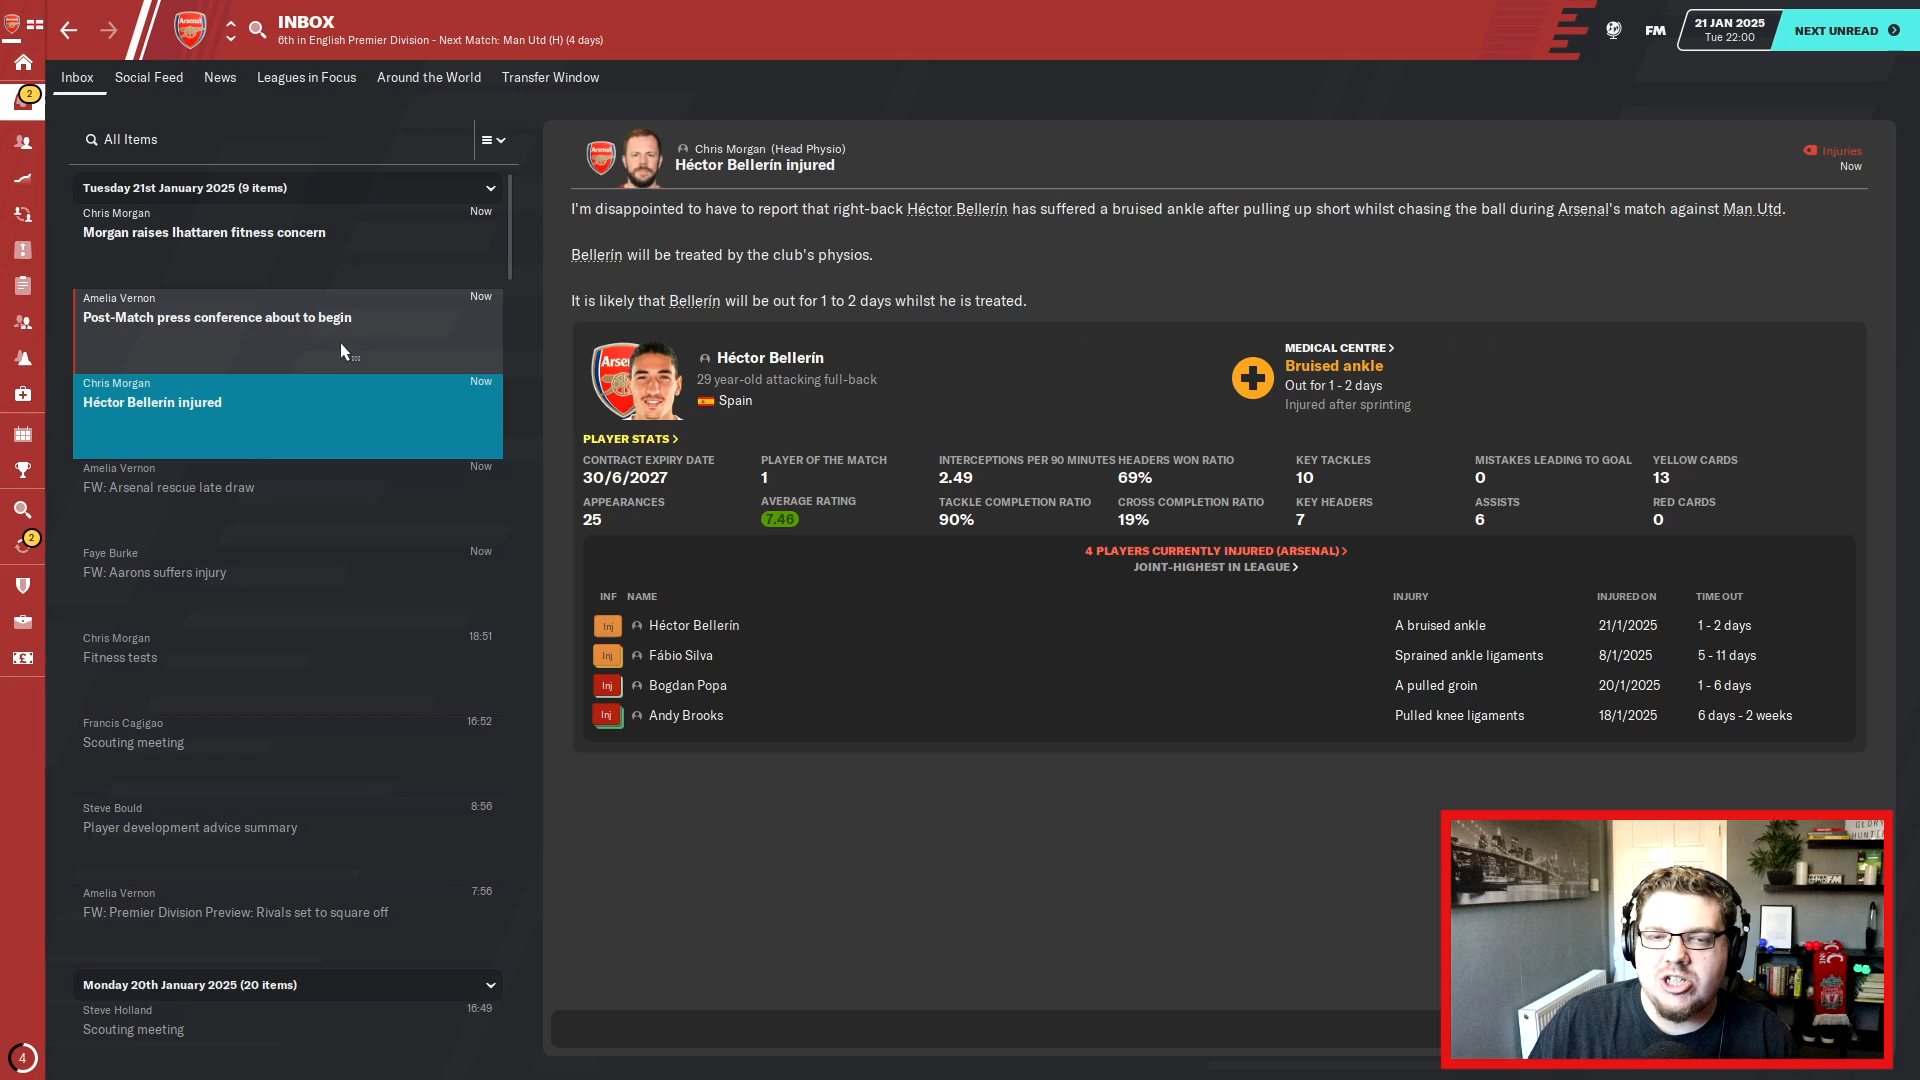 INBOX
6th in English Premier Division - Next Match: Man Utd (H) (4 days)
FM
21 JAN 2025
Tue 22:00
NEXT UNREAD
Inbox
Social Feed
News
Leagues in Focus
Around the World
Transfer Window
2
2
4
All Items
Tuesday 21st January 2025 (9 items)
Chris Morgan
Now
Morgan raises Ihattaren fitness concern
Amelia Vernon
Now
Post-Match press conference about to begin
Chris Morgan
Now
Héctor Bellerín injured
Amelia Vernon
Now
FW: Arsenal rescue late draw
Faye Burke
Now
FW: Aarons suffers injury
Chris Morgan
18:51
Fitness tests
Francis Cagigao
16:52
Scouting meeting
Steve Bould
8:56
Player development advice summary
Amelia Vernon
7:56
FW: Premier Division Preview: Rivals set to square off
Monday 20th January 2025 (20 items)
Steve Holland
16:49
Scouting meeting
Arsenal
Chris Morgan (Head Physio)
Héctor Bellerín injured
Injuries
Now
I'm disappointed to have to report that right-back Héctor Bellerín has suffered a bruised ankle after pulling up short whilst chasing the ball during Arsenal's match against Man Utd.
Bellerín will be treated by the club's physios.
It is likely that Bellerín will be out for 1 to 2 days whilst he is treated.
Héctor Bellerín
29 year-old attacking full-back
Spain
MEDICAL CENTRE
Bruised ankle
Out for 1 - 2 days
Injured after sprinting
PLAYER STATS
CONTRACT EXPIRY DATE
30/6/2027
PLAYER OF THE MATCH
1
INTERCEPTIONS PER 90 MINUTES
2.49
HEADERS WON RATIO
69%
KEY TACKLES
10
MISTAKES LEADING TO GOAL
0
YELLOW CARDS
13
APPEARANCES
25
AVERAGE RATING
7.46
TACKLE COMPLETION RATIO
90%
CROSS COMPLETION RATIO
19%
KEY HEADERS
7
ASSISTS
6
RED CARDS
0
4 PLAYERS CURRENTLY INJURED (ARSENAL)
JOINT-HIGHEST IN LEAGUE
INF NAME INJURY INJURED ON TIME OUT
Inj Héctor Bellerín A bruised ankle 21/1/2025 1 - 2 days
Inj Fábio Silva Sprained ankle ligaments 8/1/2025 5 - 11 days
Inj Bogdan Popa A pulled groin 20/1/2025 1 - 6 days
Inj Andy Brooks Pulled knee ligaments 18/1/2025 6 days - 2 weeks